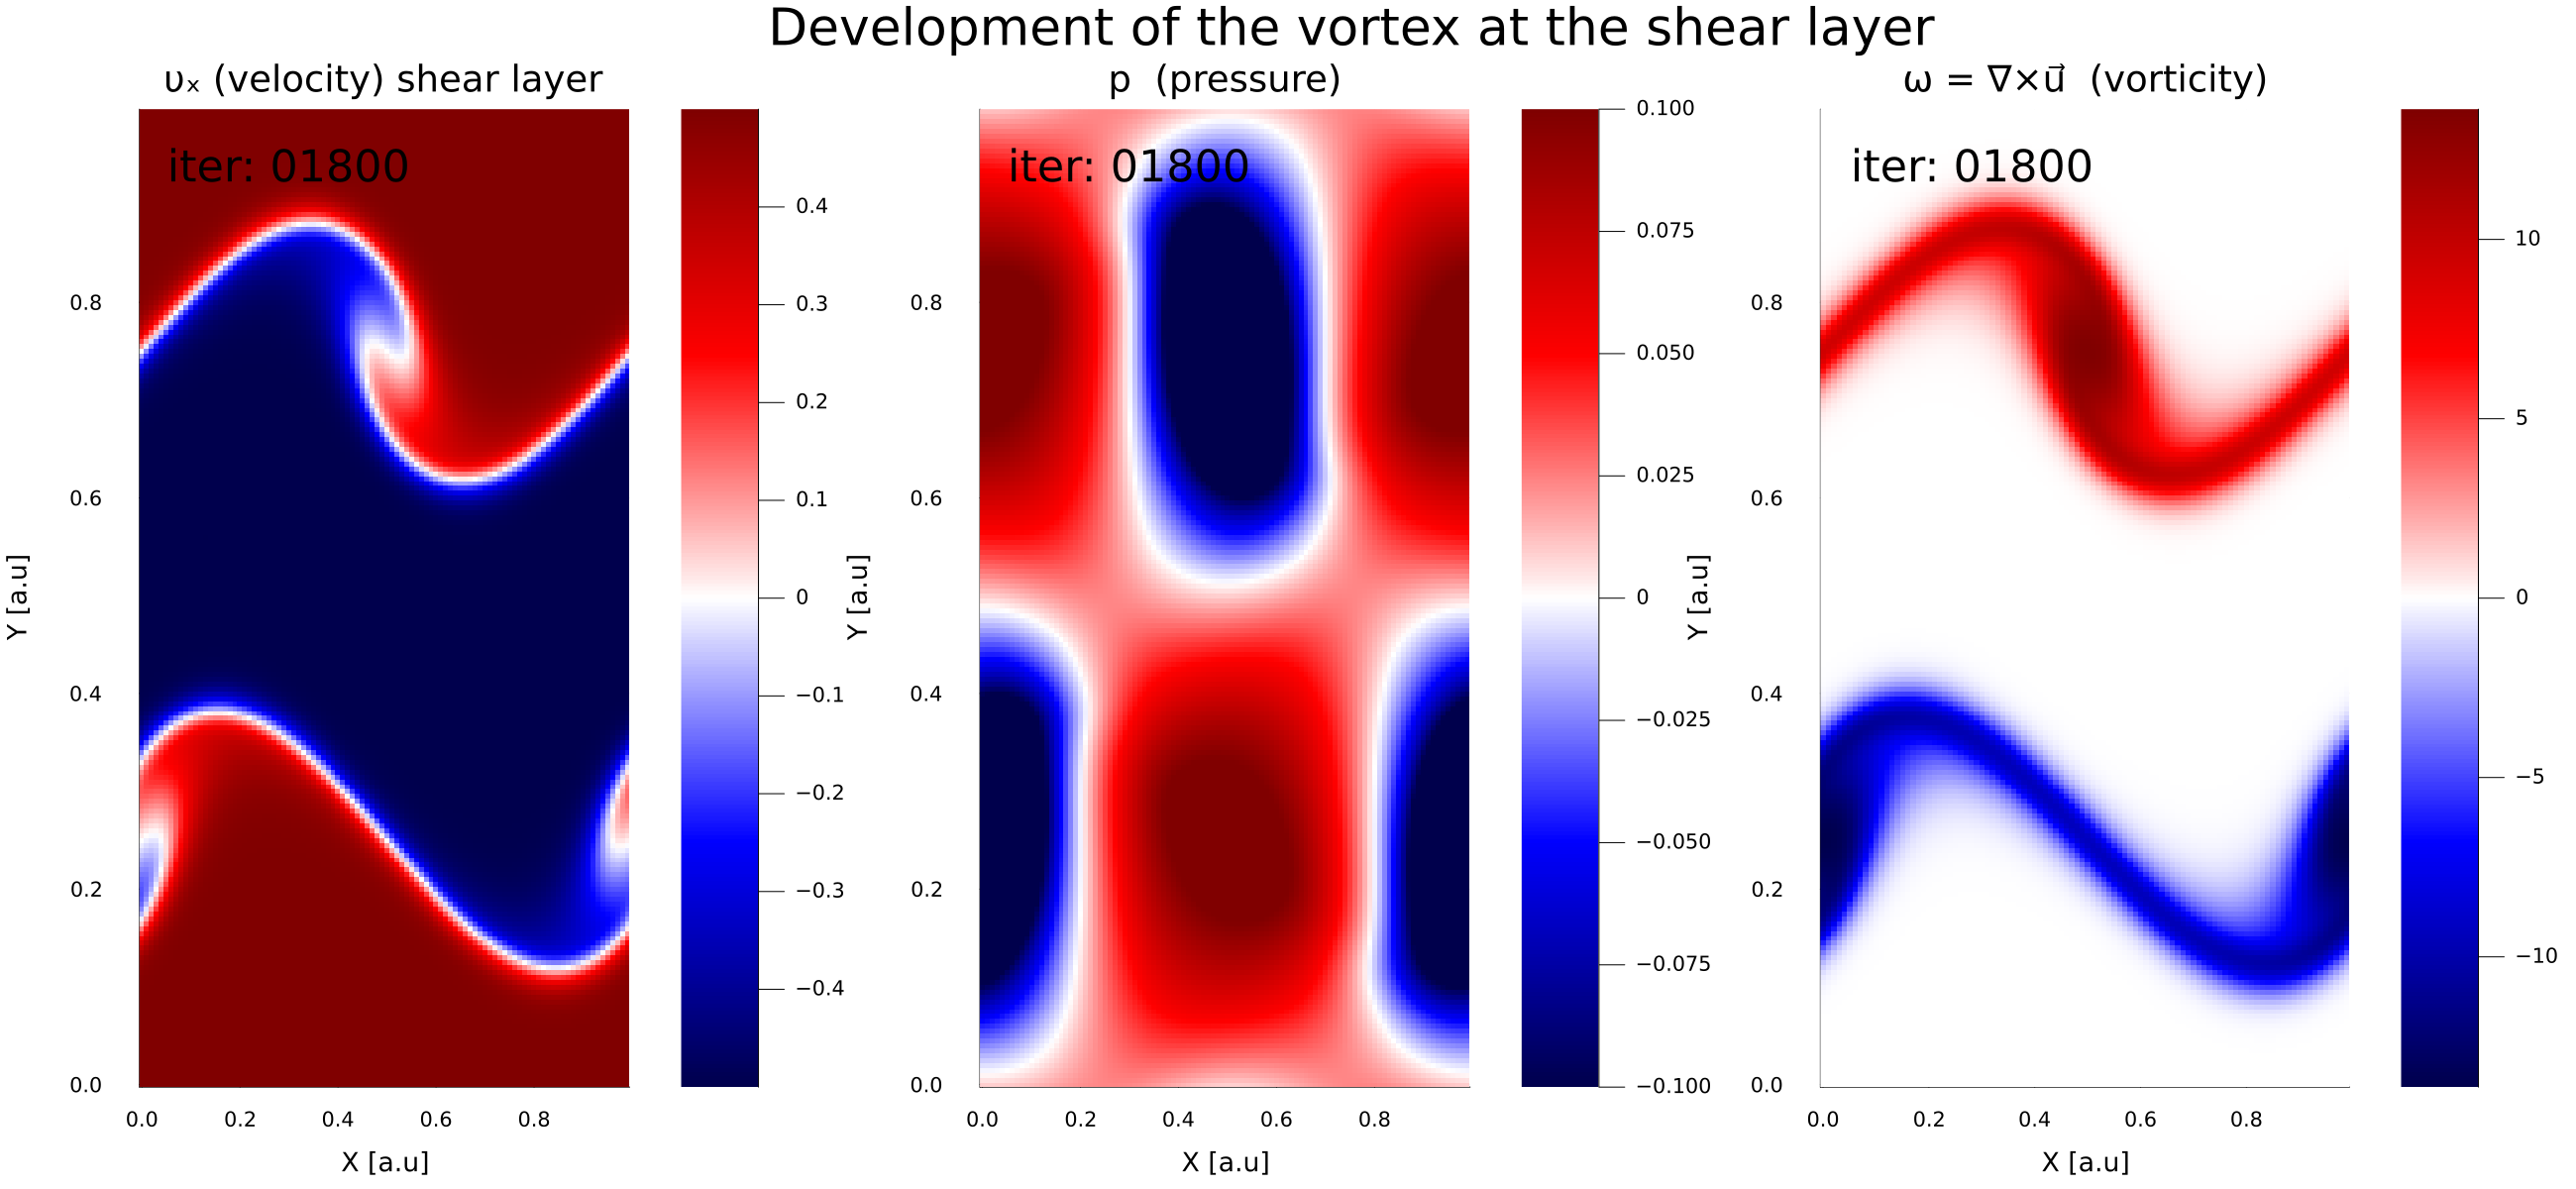 Development of the vortex at the shear layer
υₓ (velocity) shear layer
iter: 01800
Y [a.u]
0.8
0.6
0.4
0.2
0.0
0.0 0.2 0.4 0.6 0.8
X [a.u]
0.4
0.3
0.2
0.1
0
−0.1
−0.2
−0.3
−0.4
p (pressure)
iter: 01800
Y [a.u]
0.8
0.6
0.4
0.2
0.0
0.0 0.2 0.4 0.6 0.8
X [a.u]
0.100
0.075
0.050
0.025
0
−0.025
−0.050
−0.075
−0.100
ω = ∇×u⃗ (vorticity)
iter: 01800
Y [a.u]
0.8
0.6
0.4
0.2
0.0
0.0 0.2 0.4 0.6 0.8
X [a.u]
10
5
0
−5
−10